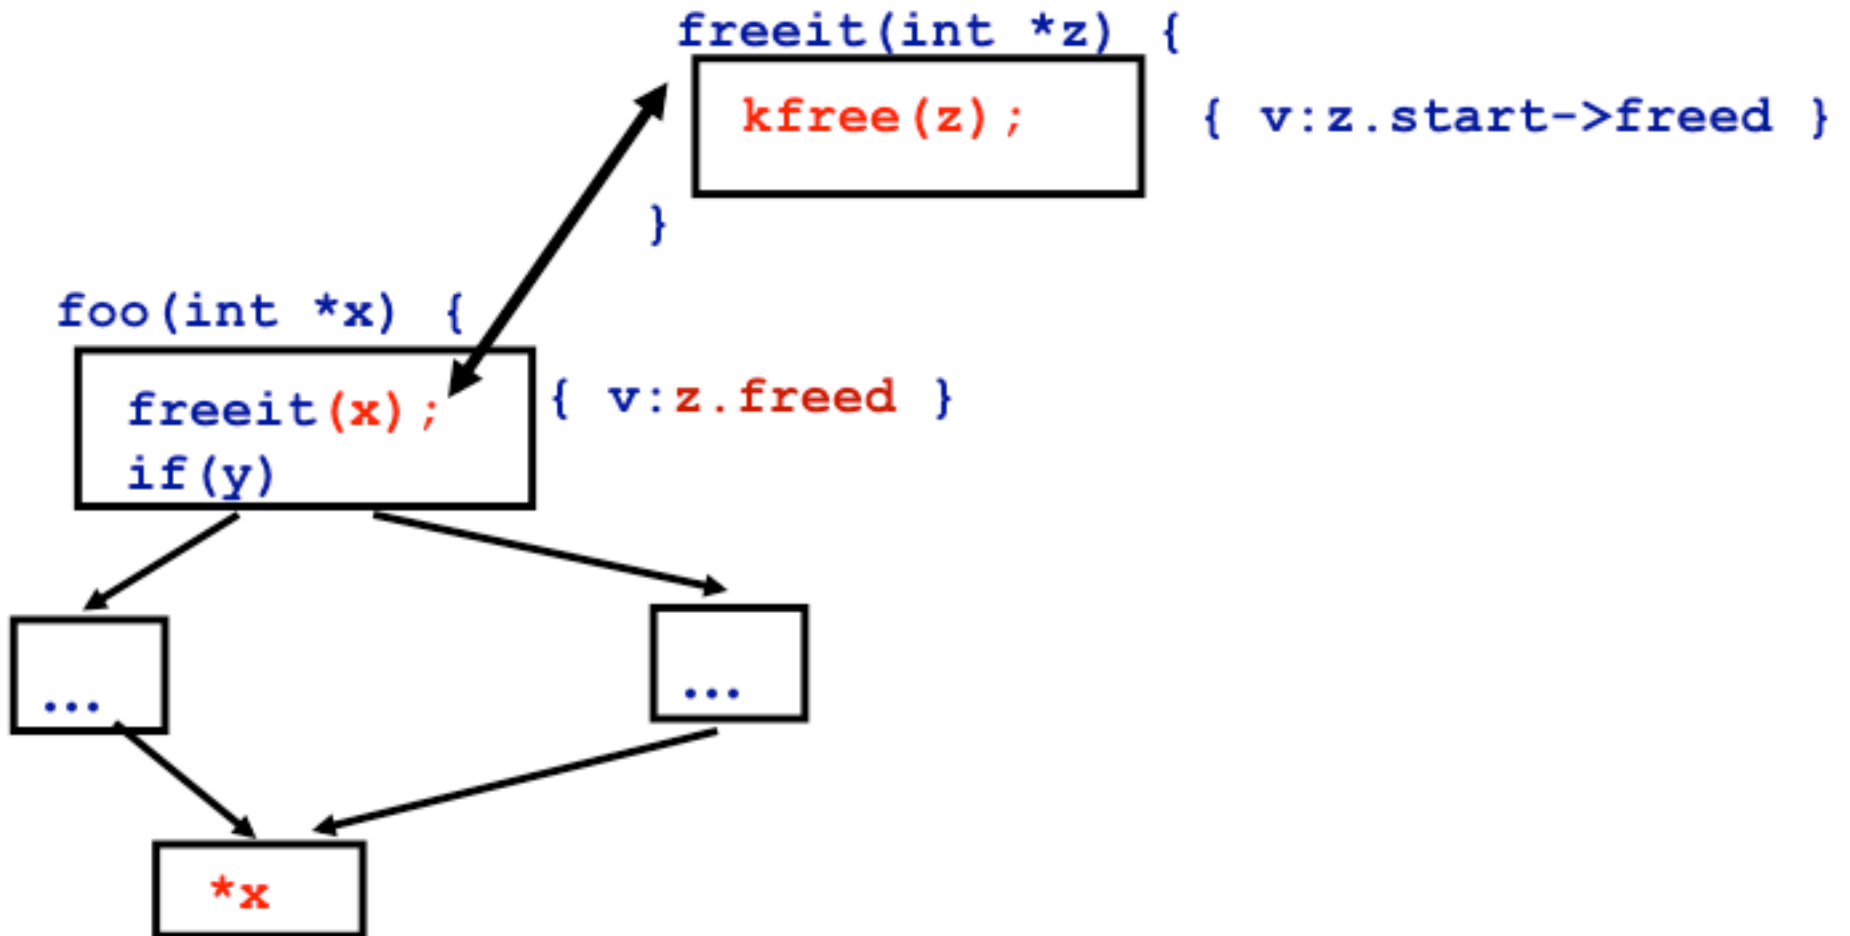 freeit(int *z) {
kfree(z); { v:z.start->freed }
}
foo(int *x) {
freeit(x); { v:z.freed }
if(y)
... ...
*x